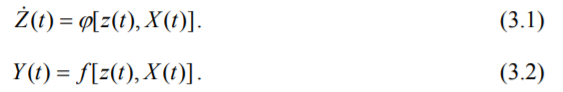 Ż(t) = φ[z(t), X(t)]. (3.1)
Y(t) = f[z(t), X(t)]. (3.2)